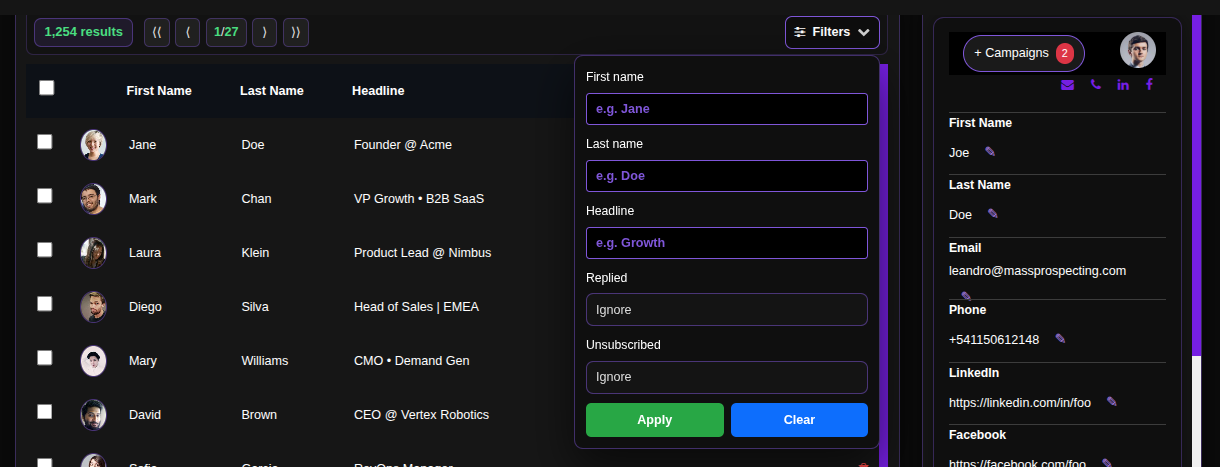 1,254 results ⟨⟨ ⟨ 1/27 ⟩ ⟩⟩ Filters
First Name Last Name Headline
Jane Doe Founder @ Acme
Mark Chan VP Growth • B2B SaaS
Laura Klein Product Lead @ Nimbus
Diego Silva Head of Sales | EMEA
Mary Williams CMO • Demand Gen
David Brown CEO @ Vertex Robotics
Sofia Garcia RevOps Manager
First name
e.g. Jane
Last name
e.g. Doe
Headline
e.g. Growth
Replied
Ignore
Unsubscribed
Ignore
Apply Clear
+ Campaigns 2
First Name
Joe
Last Name
Doe
Email
leandro@massprospecting.com
Phone
+541150612148
LinkedIn
https://linkedin.com/in/foo
Facebook
https://facebook.com/foo